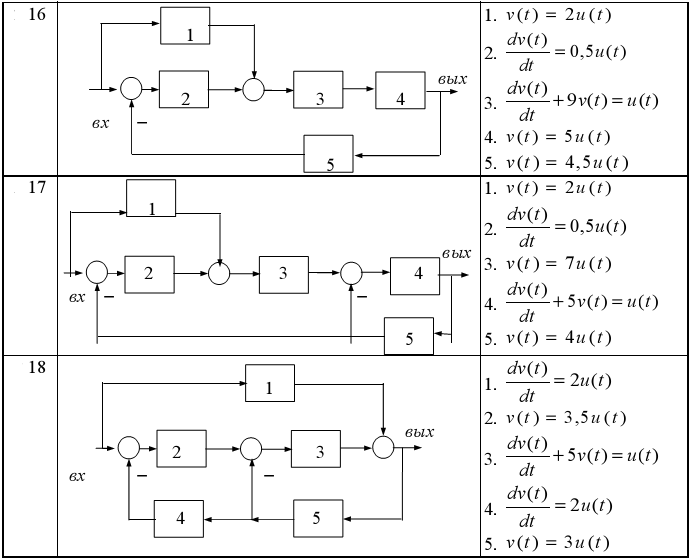 16
1
2
3
4
5
вх
вых
–
1. v(t) = 2u(t)
2. dv(t)/dt = 0,5u(t)
3. dv(t)/dt + 9v(t) = u(t)
4. v(t) = 5u(t)
5. v(t) = 4,5u(t)
17
1
2
3
4
5
вх
вых
–
–
1. v(t) = 2u(t)
2. dv(t)/dt = 0,5u(t)
3. v(t) = 7u(t)
4. dv(t)/dt + 5v(t) = u(t)
5. v(t) = 4u(t)
18
1
2
3
4
5
вх
вых
–
–
1. dv(t)/dt = 2u(t)
2. v(t) = 3,5u(t)
3. dv(t)/dt + 5v(t) = u(t)
4. dv(t)/dt = 2u(t)
5. v(t) = 3u(t)